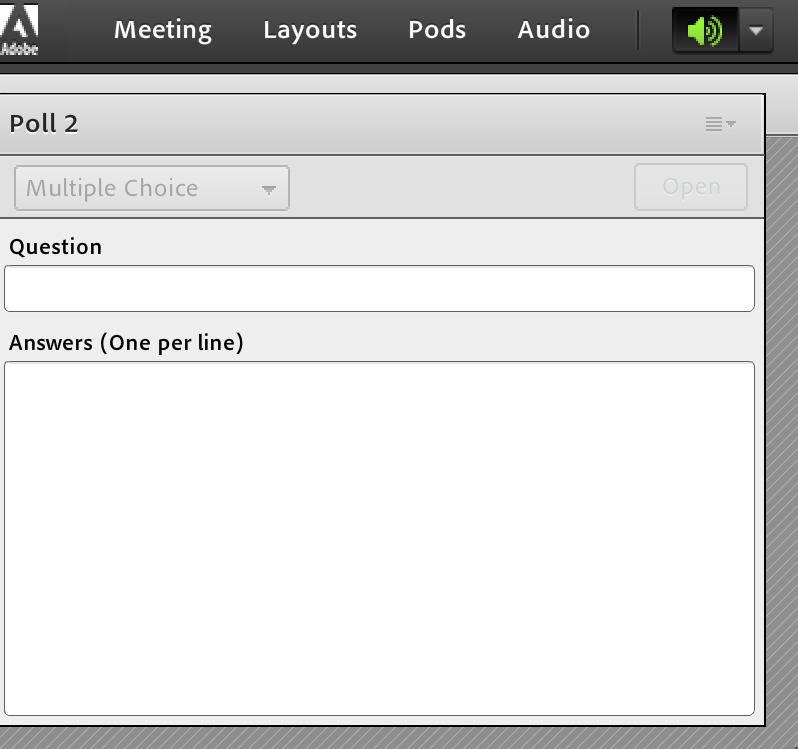 Adobe
Meeting Layouts Pods Audio
Poll 2
Multiple Choice Open
Question
Answers (One per line)